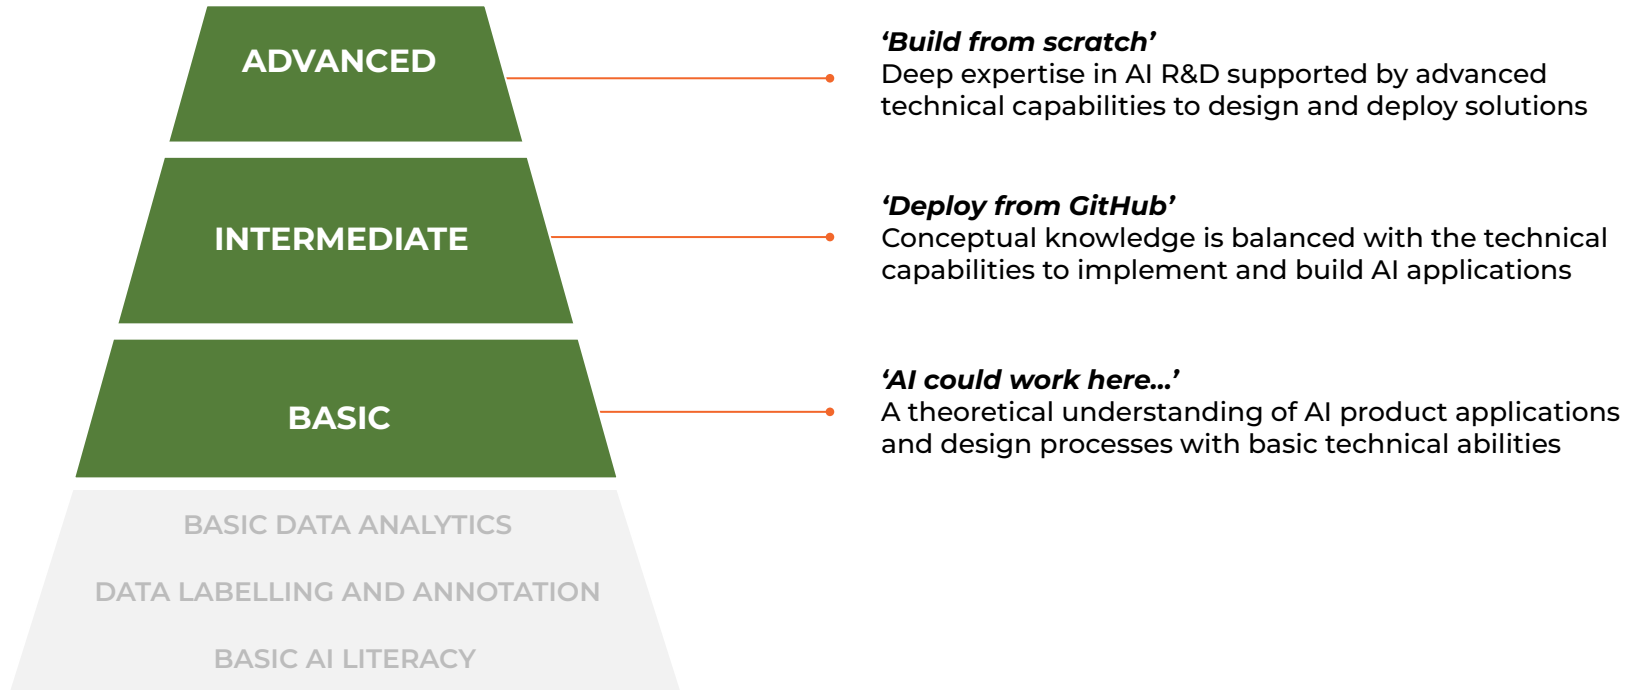 ADVANCED
‘Build from scratch’
Deep expertise in AI R&D supported by advanced
technical capabilities to design and deploy solutions
INTERMEDIATE
‘Deploy from GitHub’
Conceptual knowledge is balanced with the technical
capabilities to implement and build AI applications
BASIC
‘AI could work here...’
A theoretical understanding of AI product applications
and design processes with basic technical abilities
BASIC DATA ANALYTICS
DATA LABELLING AND ANNOTATION
BASIC AI LITERACY